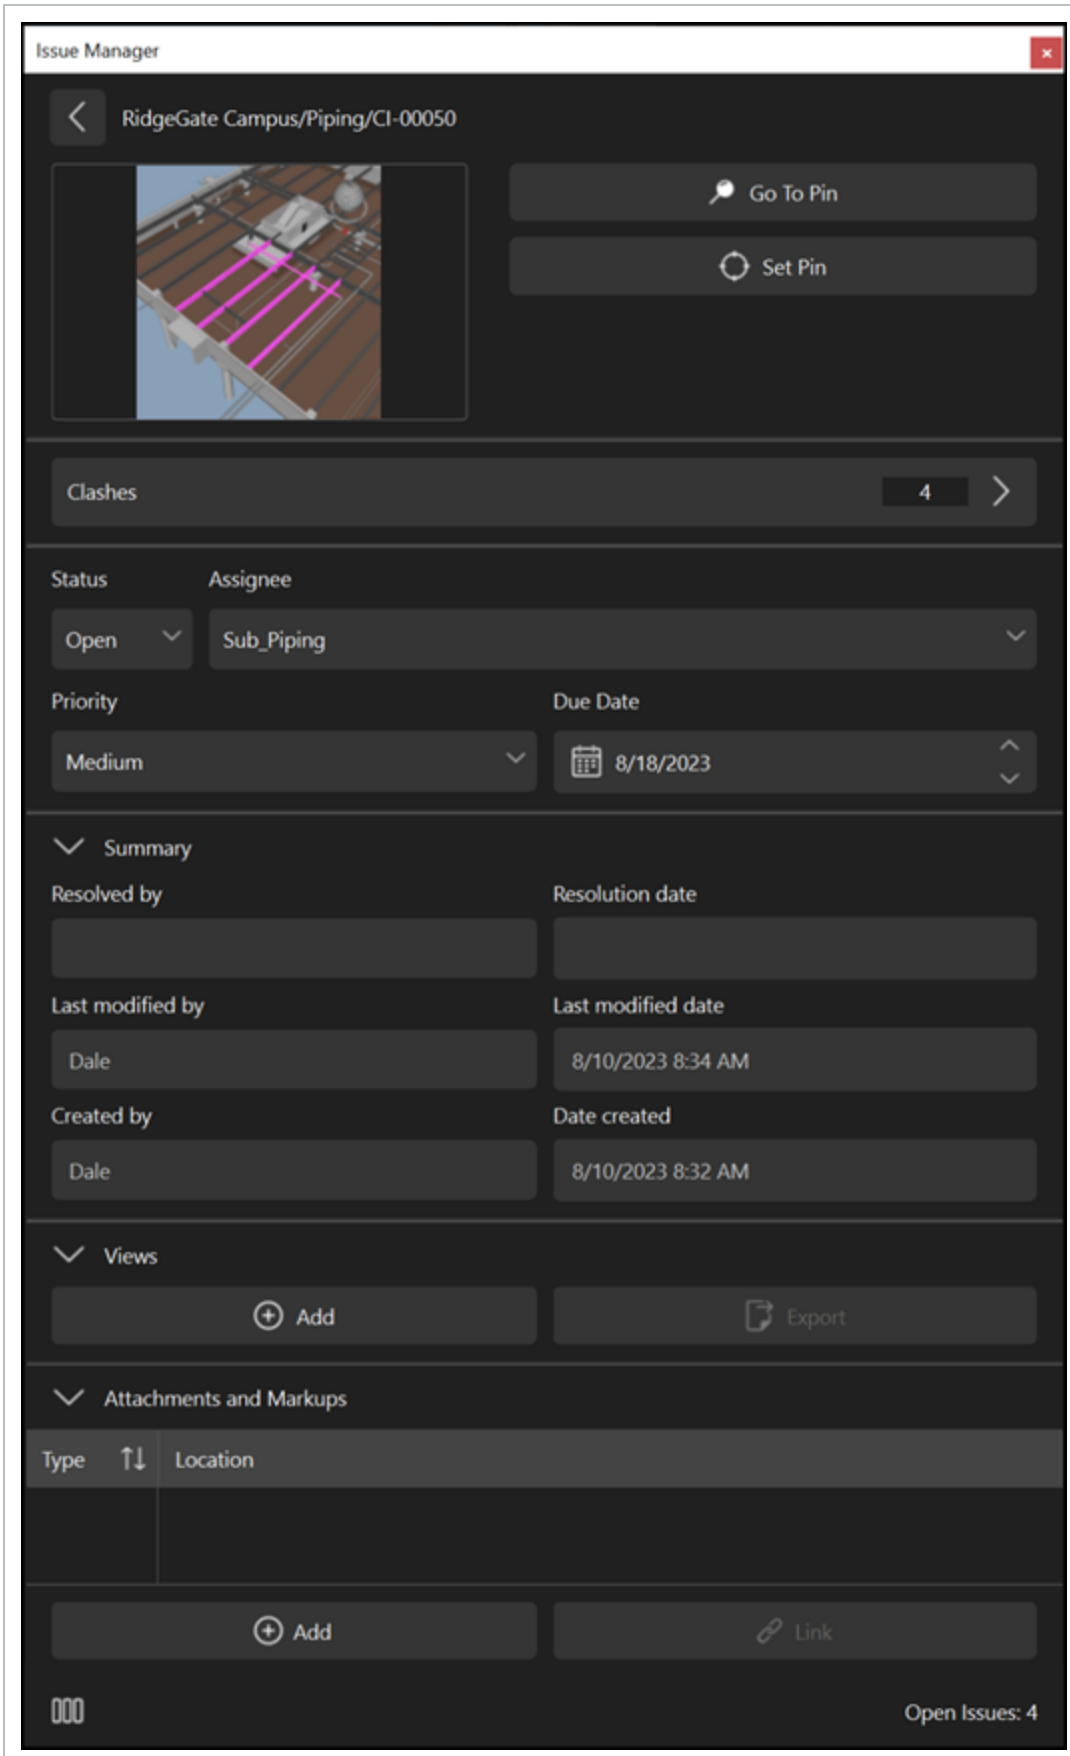 Issue Manager
RidgeGate Campus/Piping/CI-00050
Go To Pin
Set Pin
Clashes 4
Status Assignee
Open Sub_Piping
Priority Due Date
Medium 8/18/2023
Summary
Resolved by Resolution date
Last modified by Last modified date
Dale 8/10/2023 8:34 AM
Created by Date created
Dale 8/10/2023 8:32 AM
Views
Add Export
Attachments and Markups
Type Location
Add Link
Open Issues: 4